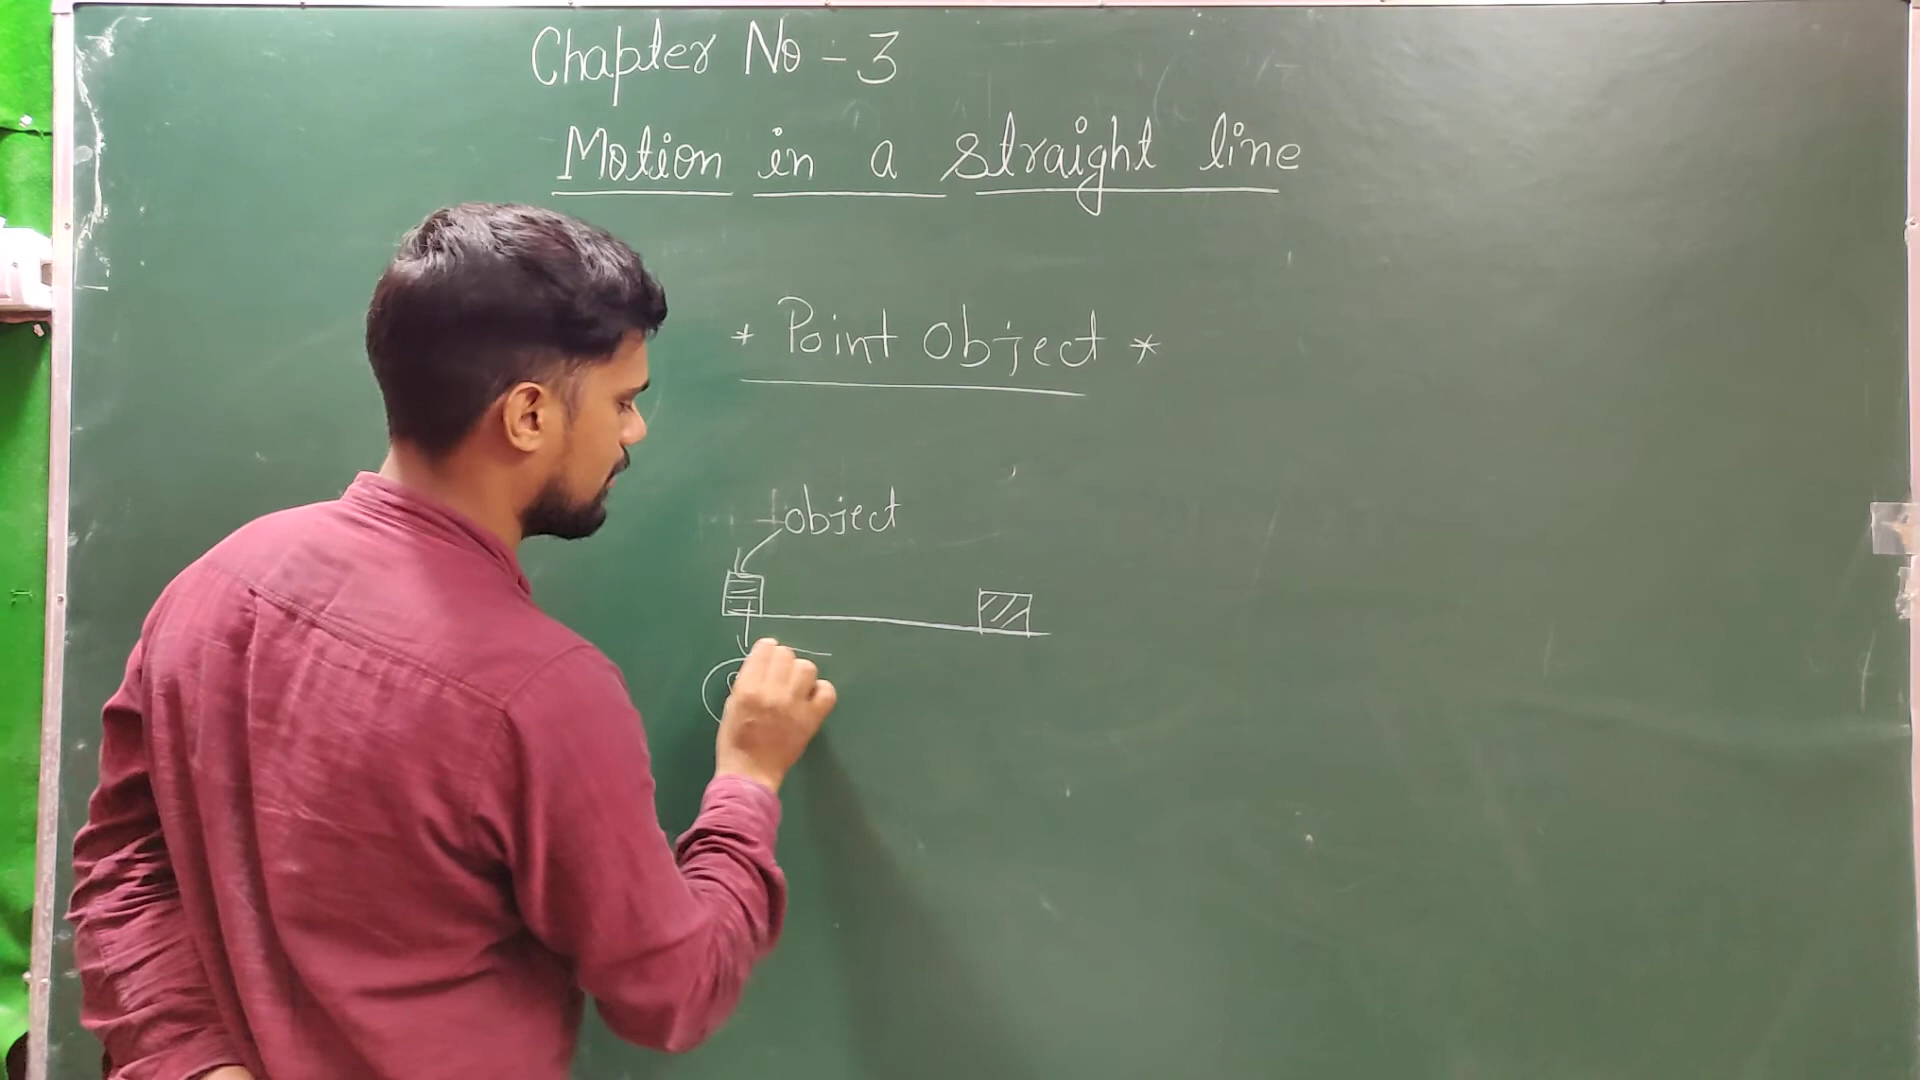 Chapter No - 3
Motion in a straight line
* Point Object *
object